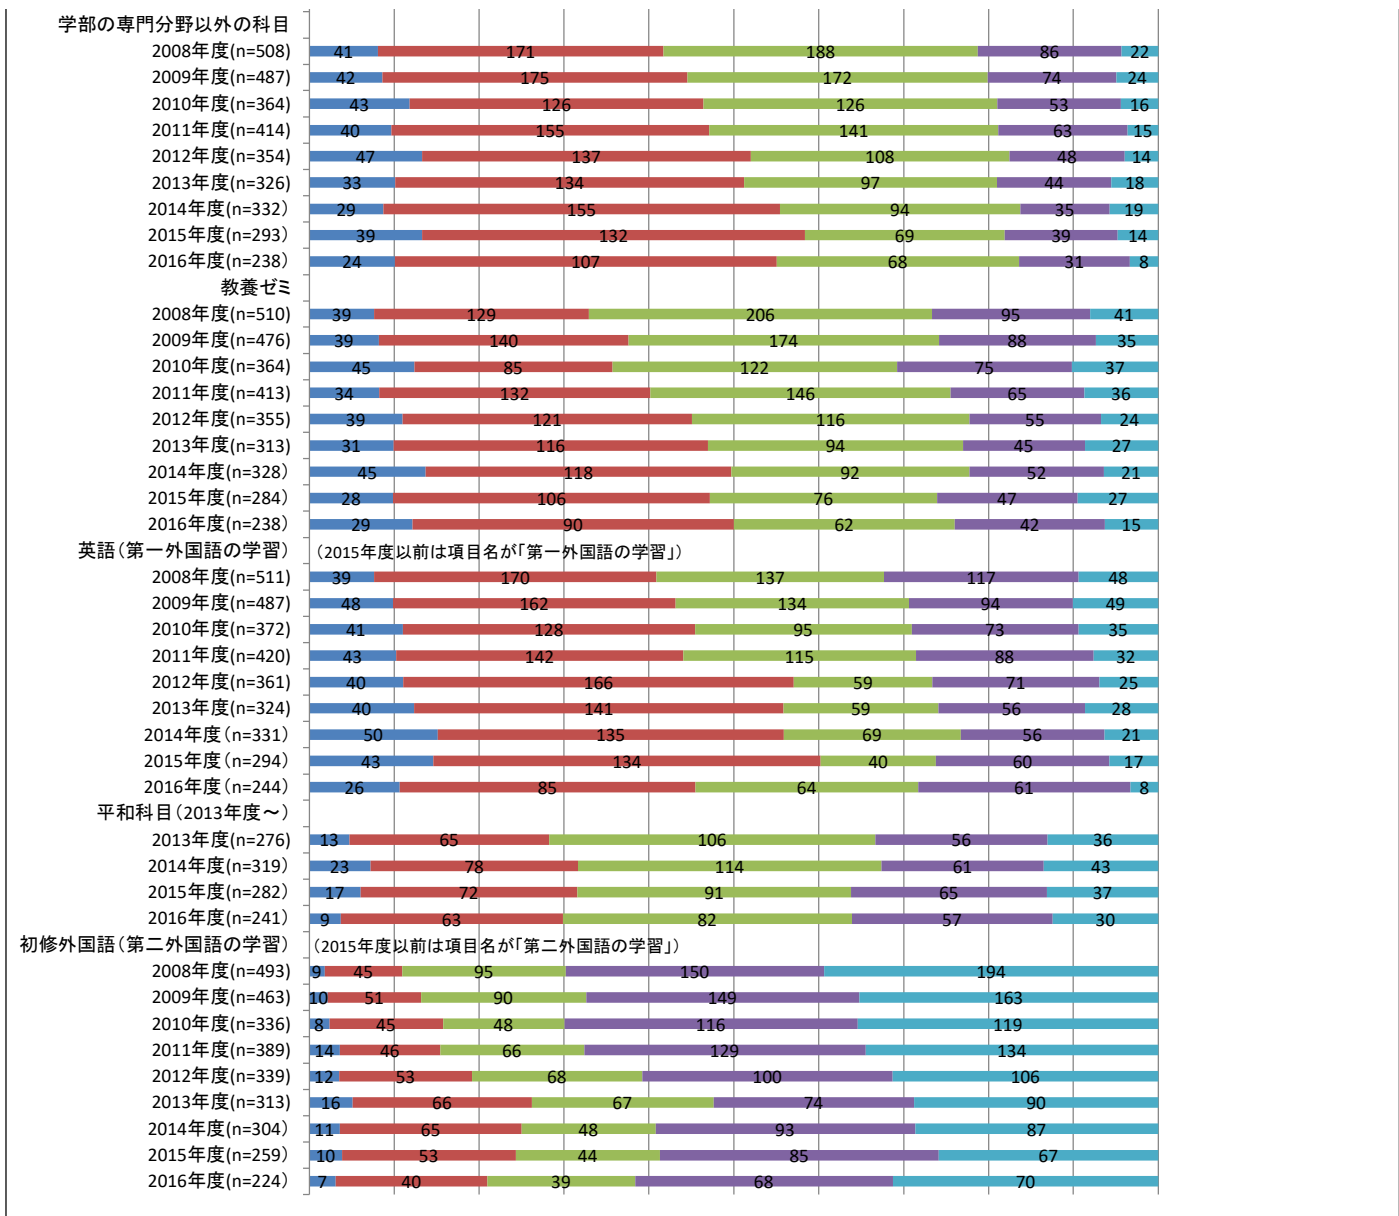 学部の専門分野以外の科目
2008年度(n=508) 41 171 188 86 22
2009年度(n=487) 42 175 172 74 24
2010年度(n=364) 43 126 126 53 16
2011年度(n=414) 40 155 141 63 15
2012年度(n=354) 47 137 108 48 14
2013年度(n=326) 33 134 97 44 18
2014年度(n=332) 29 155 94 35 19
2015年度(n=293) 39 132 69 39 14
2016年度(n=238) 24 107 68 31 8
教養ゼミ
2008年度(n=510) 39 129 206 95 41
2009年度(n=476) 39 140 174 88 35
2010年度(n=364) 45 85 122 75 37
2011年度(n=413) 34 132 146 65 36
2012年度(n=355) 39 121 116 55 24
2013年度(n=313) 31 116 94 45 27
2014年度(n=328) 45 118 92 52 21
2015年度(n=284) 28 106 76 47 27
2016年度(n=238) 29 90 62 42 15
英語（第一外国語の学習） （2015年度以前は項目名が「第一外国語の学習」）
2008年度(n=511) 39 170 137 117 48
2009年度(n=487) 48 162 134 94 49
2010年度(n=372) 41 128 95 73 35
2011年度(n=420) 43 142 115 88 32
2012年度(n=361) 40 166 59 71 25
2013年度(n=324) 40 141 59 56 28
2014年度（n=331） 50 135 69 56 21
2015年度(n=294） 43 134 40 60 17
2016年度(n=244） 26 85 64 61 8
平和科目（2013年度～）
2013年度(n=276) 13 65 106 56 36
2014年度(n=319） 23 78 114 61 43
2015年度(n=282） 17 72 91 65 37
2016年度(n=241） 9 63 82 57 30
初修外国語（第二外国語の学習） （2015年度以前は項目名が「第二外国語の学習」）
2008年度(n=493) 9 45 95 150 194
2009年度(n=463) 10 51 90 149 163
2010年度(n=336) 8 45 48 116 119
2011年度(n=389) 14 46 66 129 134
2012年度(n=339) 12 53 68 100 106
2013年度(n=313) 16 66 67 74 90
2014年度(n=304） 11 65 48 93 87
2015年度(n=259） 10 53 44 85 67
2016年度(n=224） 7 40 39 68 70